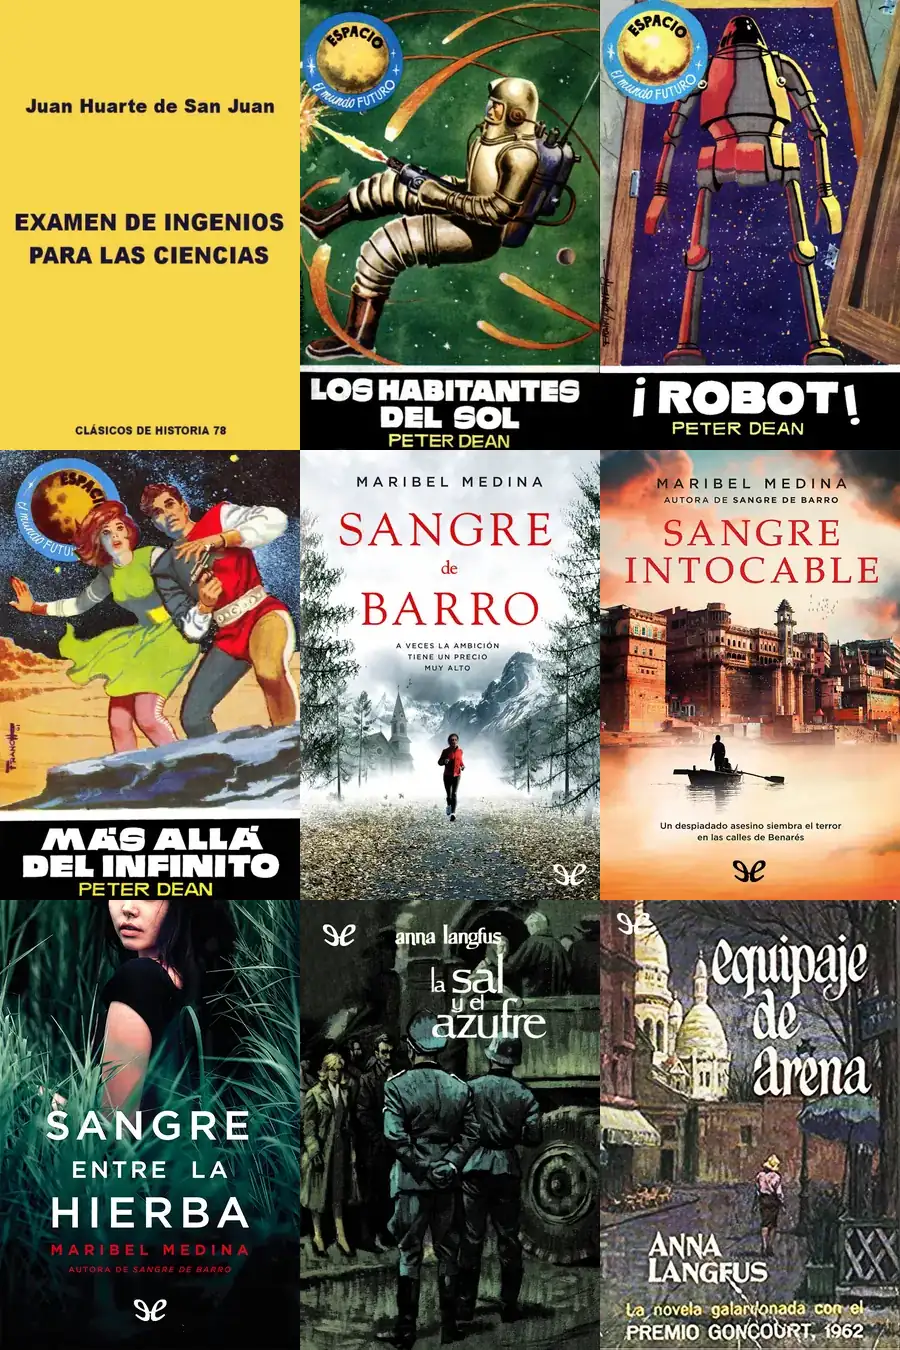 Juan Huarte de San Juan
EXAMEN DE INGENIOS
PARA LAS CIENCIAS
CLÁSICOS DE HISTORIA 78
ESPACIO
El mundo FUTURO
LOS HABITANTES
DEL SOL
PETER DEAN
ESPACIO
El mundo FUTURO
¡ROBOT!
PETER DEAN
ESPACIO
El mundo FUTURO
MÁS ALLÁ
DEL INFINITO
PETER DEAN
MARIBEL MEDINA
SANGRE
de
BARRO
A VECES LA AMBICIÓN
TIENE UN PRECIO
MUY ALTO
MARIBEL MEDINA
AUTORA DE SANGRE DE BARRO
SANGRE
INTOCABLE
Un despiadado asesino siembra el terror
en las calles de Benarés
SANGRE
ENTRE LA
HIERBA
MARIBEL MEDINA
AUTORA DE SANGRE DE BARRO
anna langfus
la sal
y el
azufre
equipaje
de
arena
ANNA
LANGFUS
La novela galardonada con el
PREMIO GONCOURT, 1962